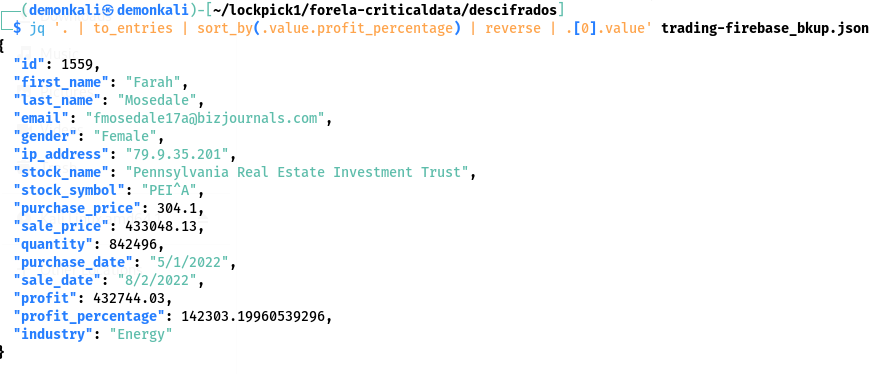 (demonkali㉿demonkali)-[~/lockpick1/forela-criticaldata/descifrados]
$ jq '. | to_entries | sort_by(.value.profit_percentage) | reverse | .[0].value' trading-firebase_bkup.json
{
  "id": 1559,
  "first_name": "Farah",
  "last_name": "Mosedale",
  "email": "fmosedale17a@bizjournals.com",
  "gender": "Female",
  "ip_address": "79.9.35.201",
  "stock_name": "Pennsylvania Real Estate Investment Trust",
  "stock_symbol": "PEI^A",
  "purchase_price": 304.1,
  "sale_price": 433048.13,
  "quantity": 842496,
  "purchase_date": "5/1/2022",
  "sale_date": "8/2/2022",
  "profit": 432744.03,
  "profit_percentage": 142303.19960539296,
  "industry": "Energy"
}